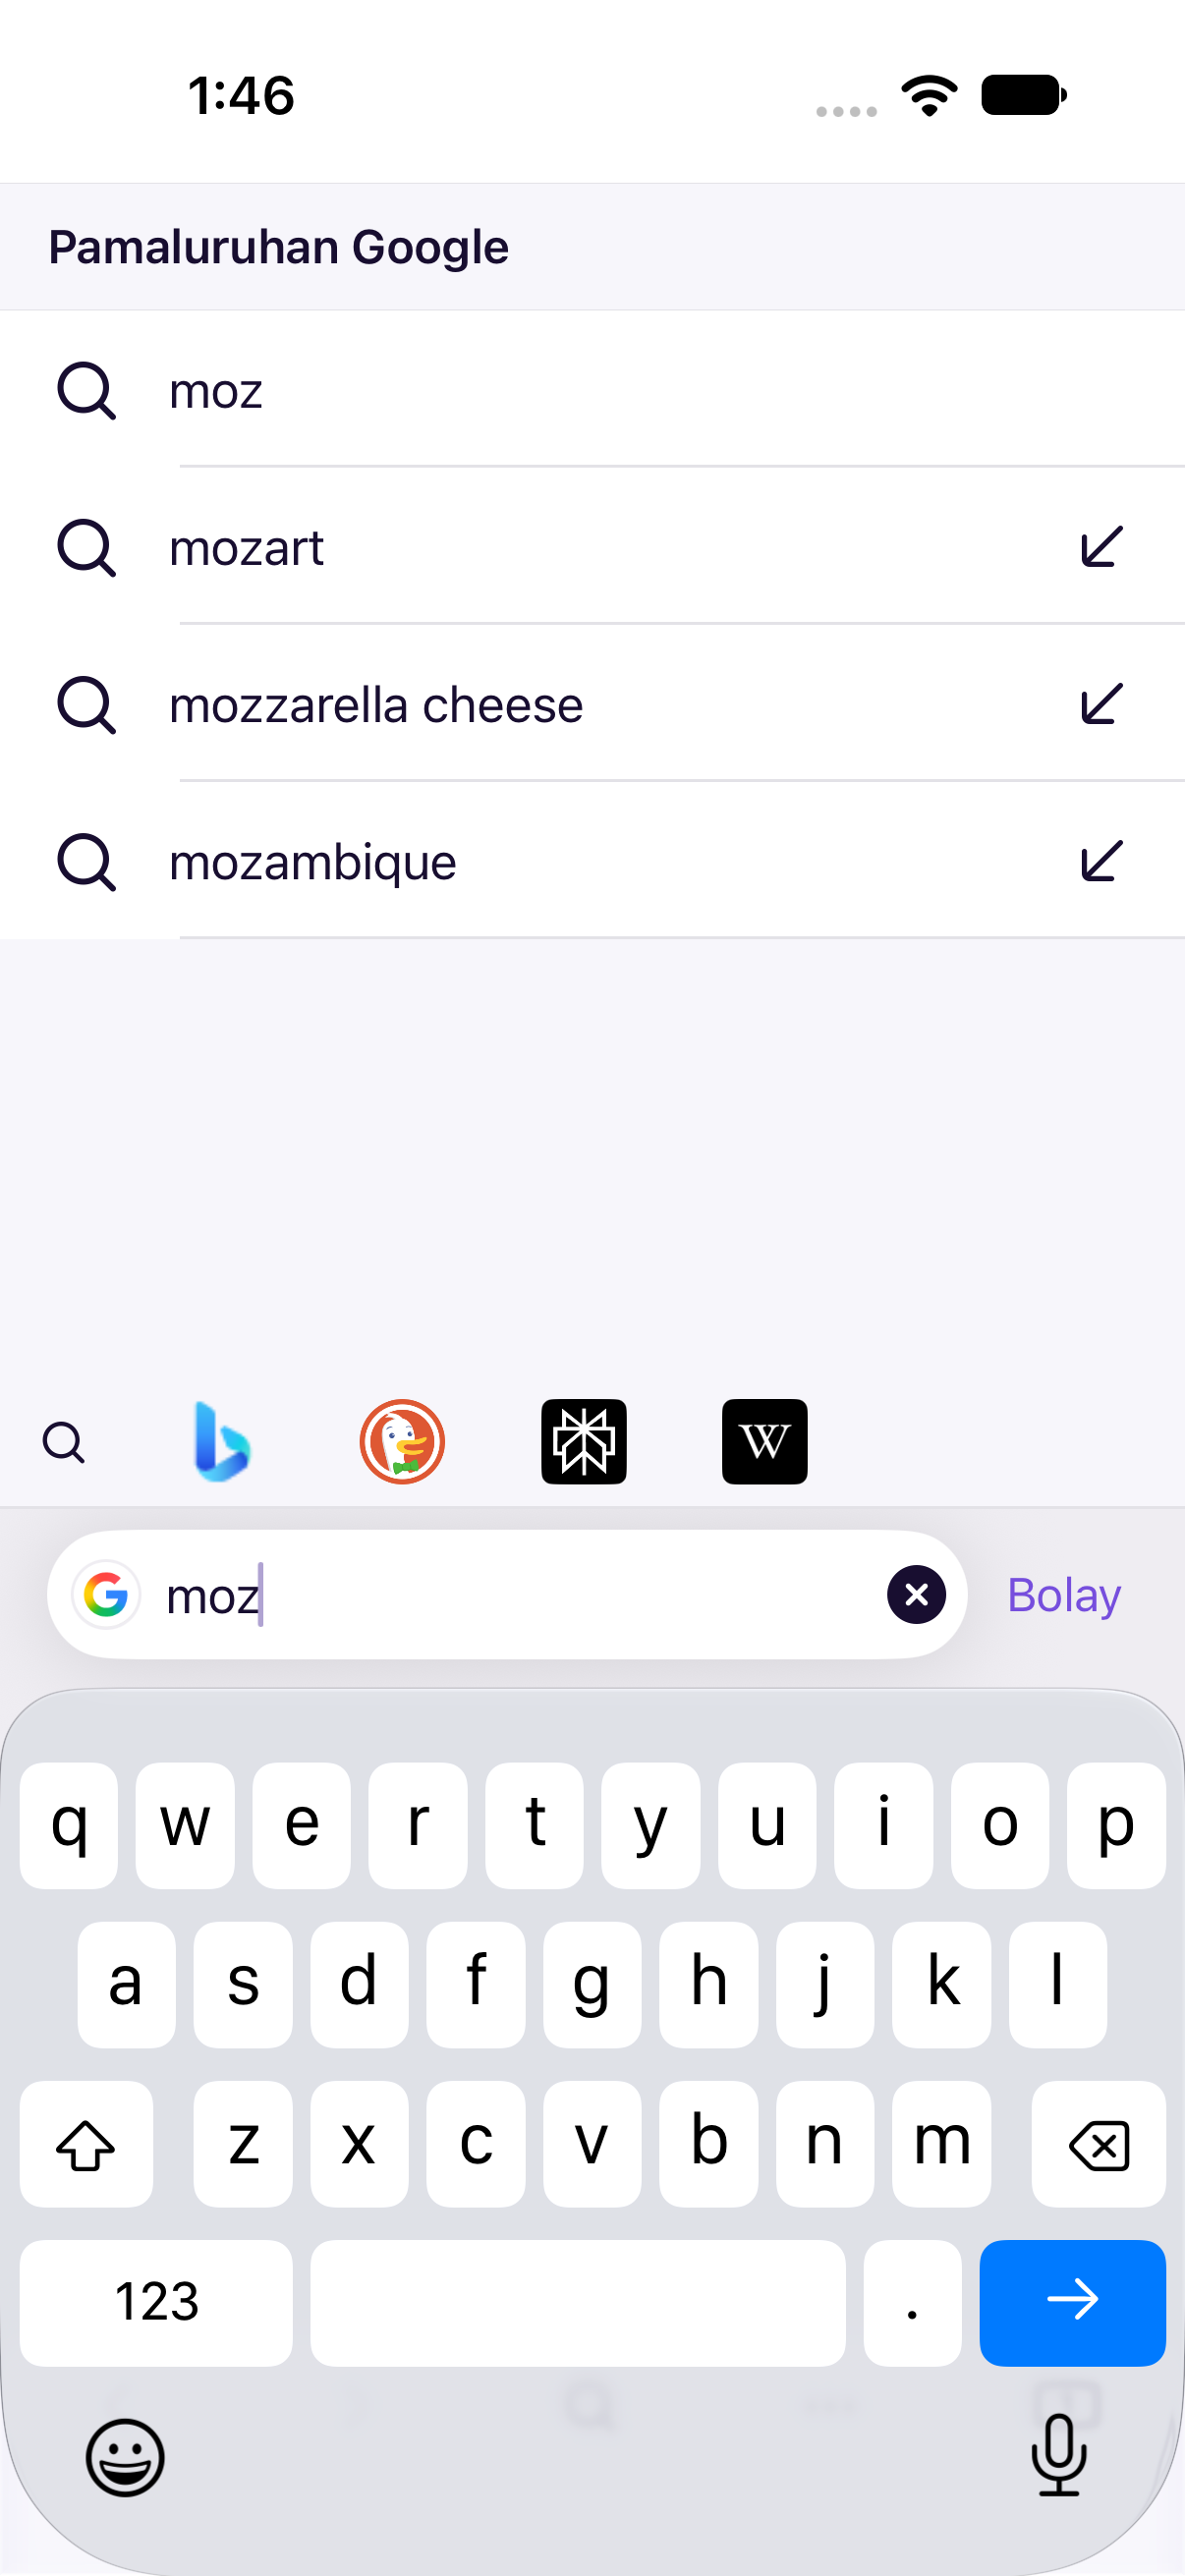 1:46
Pamaluruhan Google
moz
mozart
mozzarella cheese
mozambique
W
moz
Bolay
q w e r t y u i o p
a s d f g h j k l
z x c v b n m
123 .